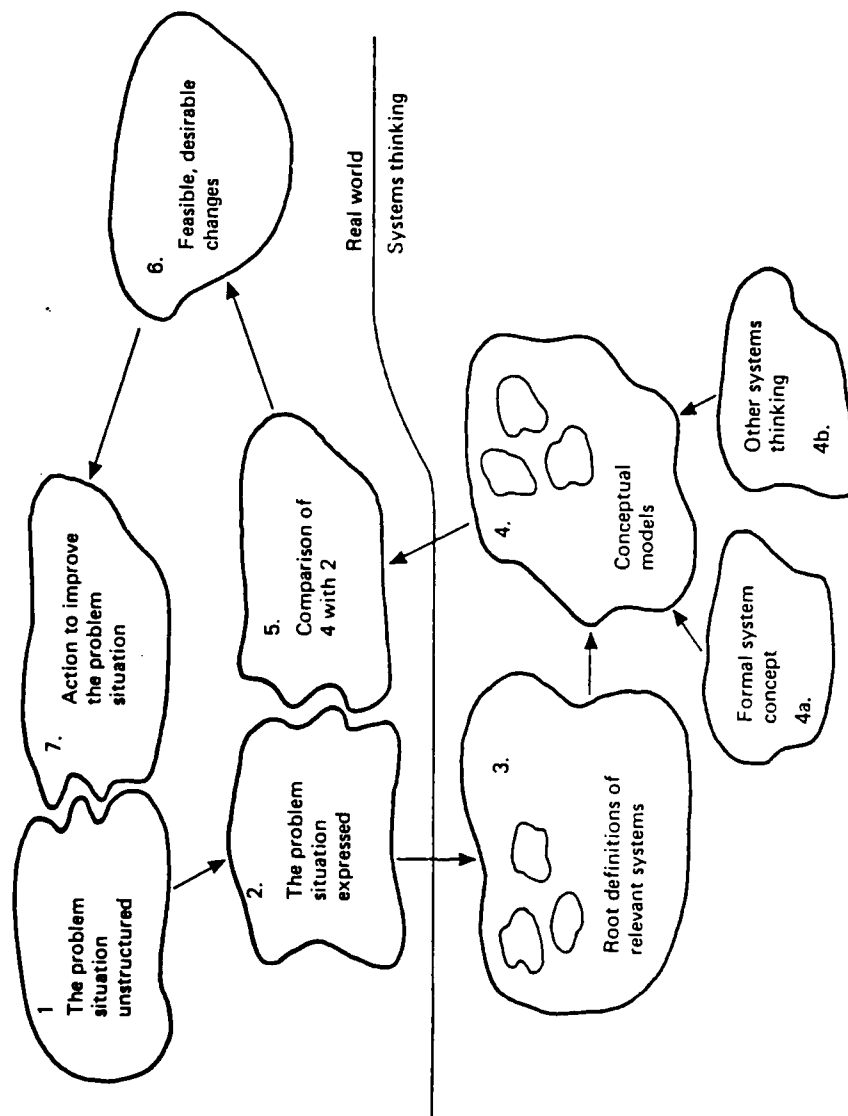 1
The problem
situation
unstructured
7.
Action to improve
the problem
situation
2.
The problem
situation
expressed
5.
Comparison of
4 with 2
6.
Feasible, desirable
changes
Real world
Systems thinking
3.
Root definitions of
relevant systems
4.
Conceptual
models
Formal system
concept
4a.
Other systems
thinking
4b.